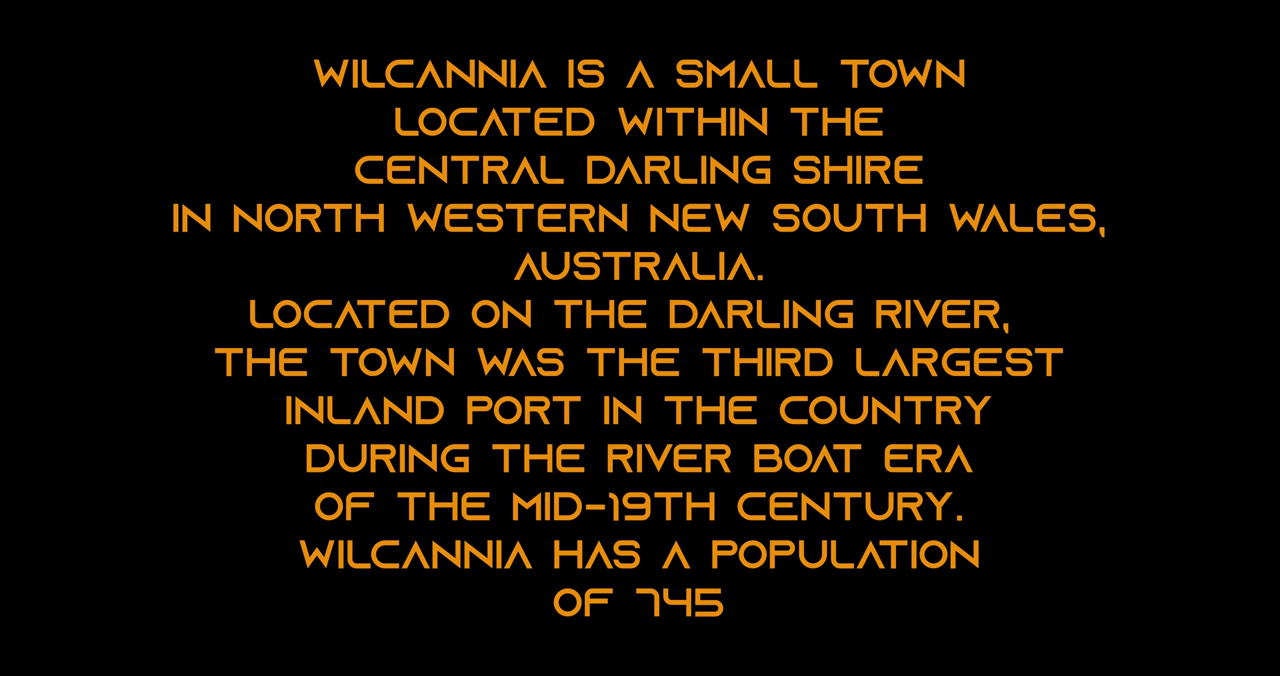 WILCANNIA IS A SMALL TOWN
LOCATED WITHIN THE
CENTRAL DARLING SHIRE
IN NORTH WESTERN NEW SOUTH WALES,
AUSTRALIA.
LOCATED ON THE DARLING RIVER,
THE TOWN WAS THE THIRD LARGEST
INLAND PORT IN THE COUNTRY
DURING THE RIVER BOAT ERA
OF THE MID-19TH CENTURY.
WILCANNIA HAS A POPULATION
OF 745